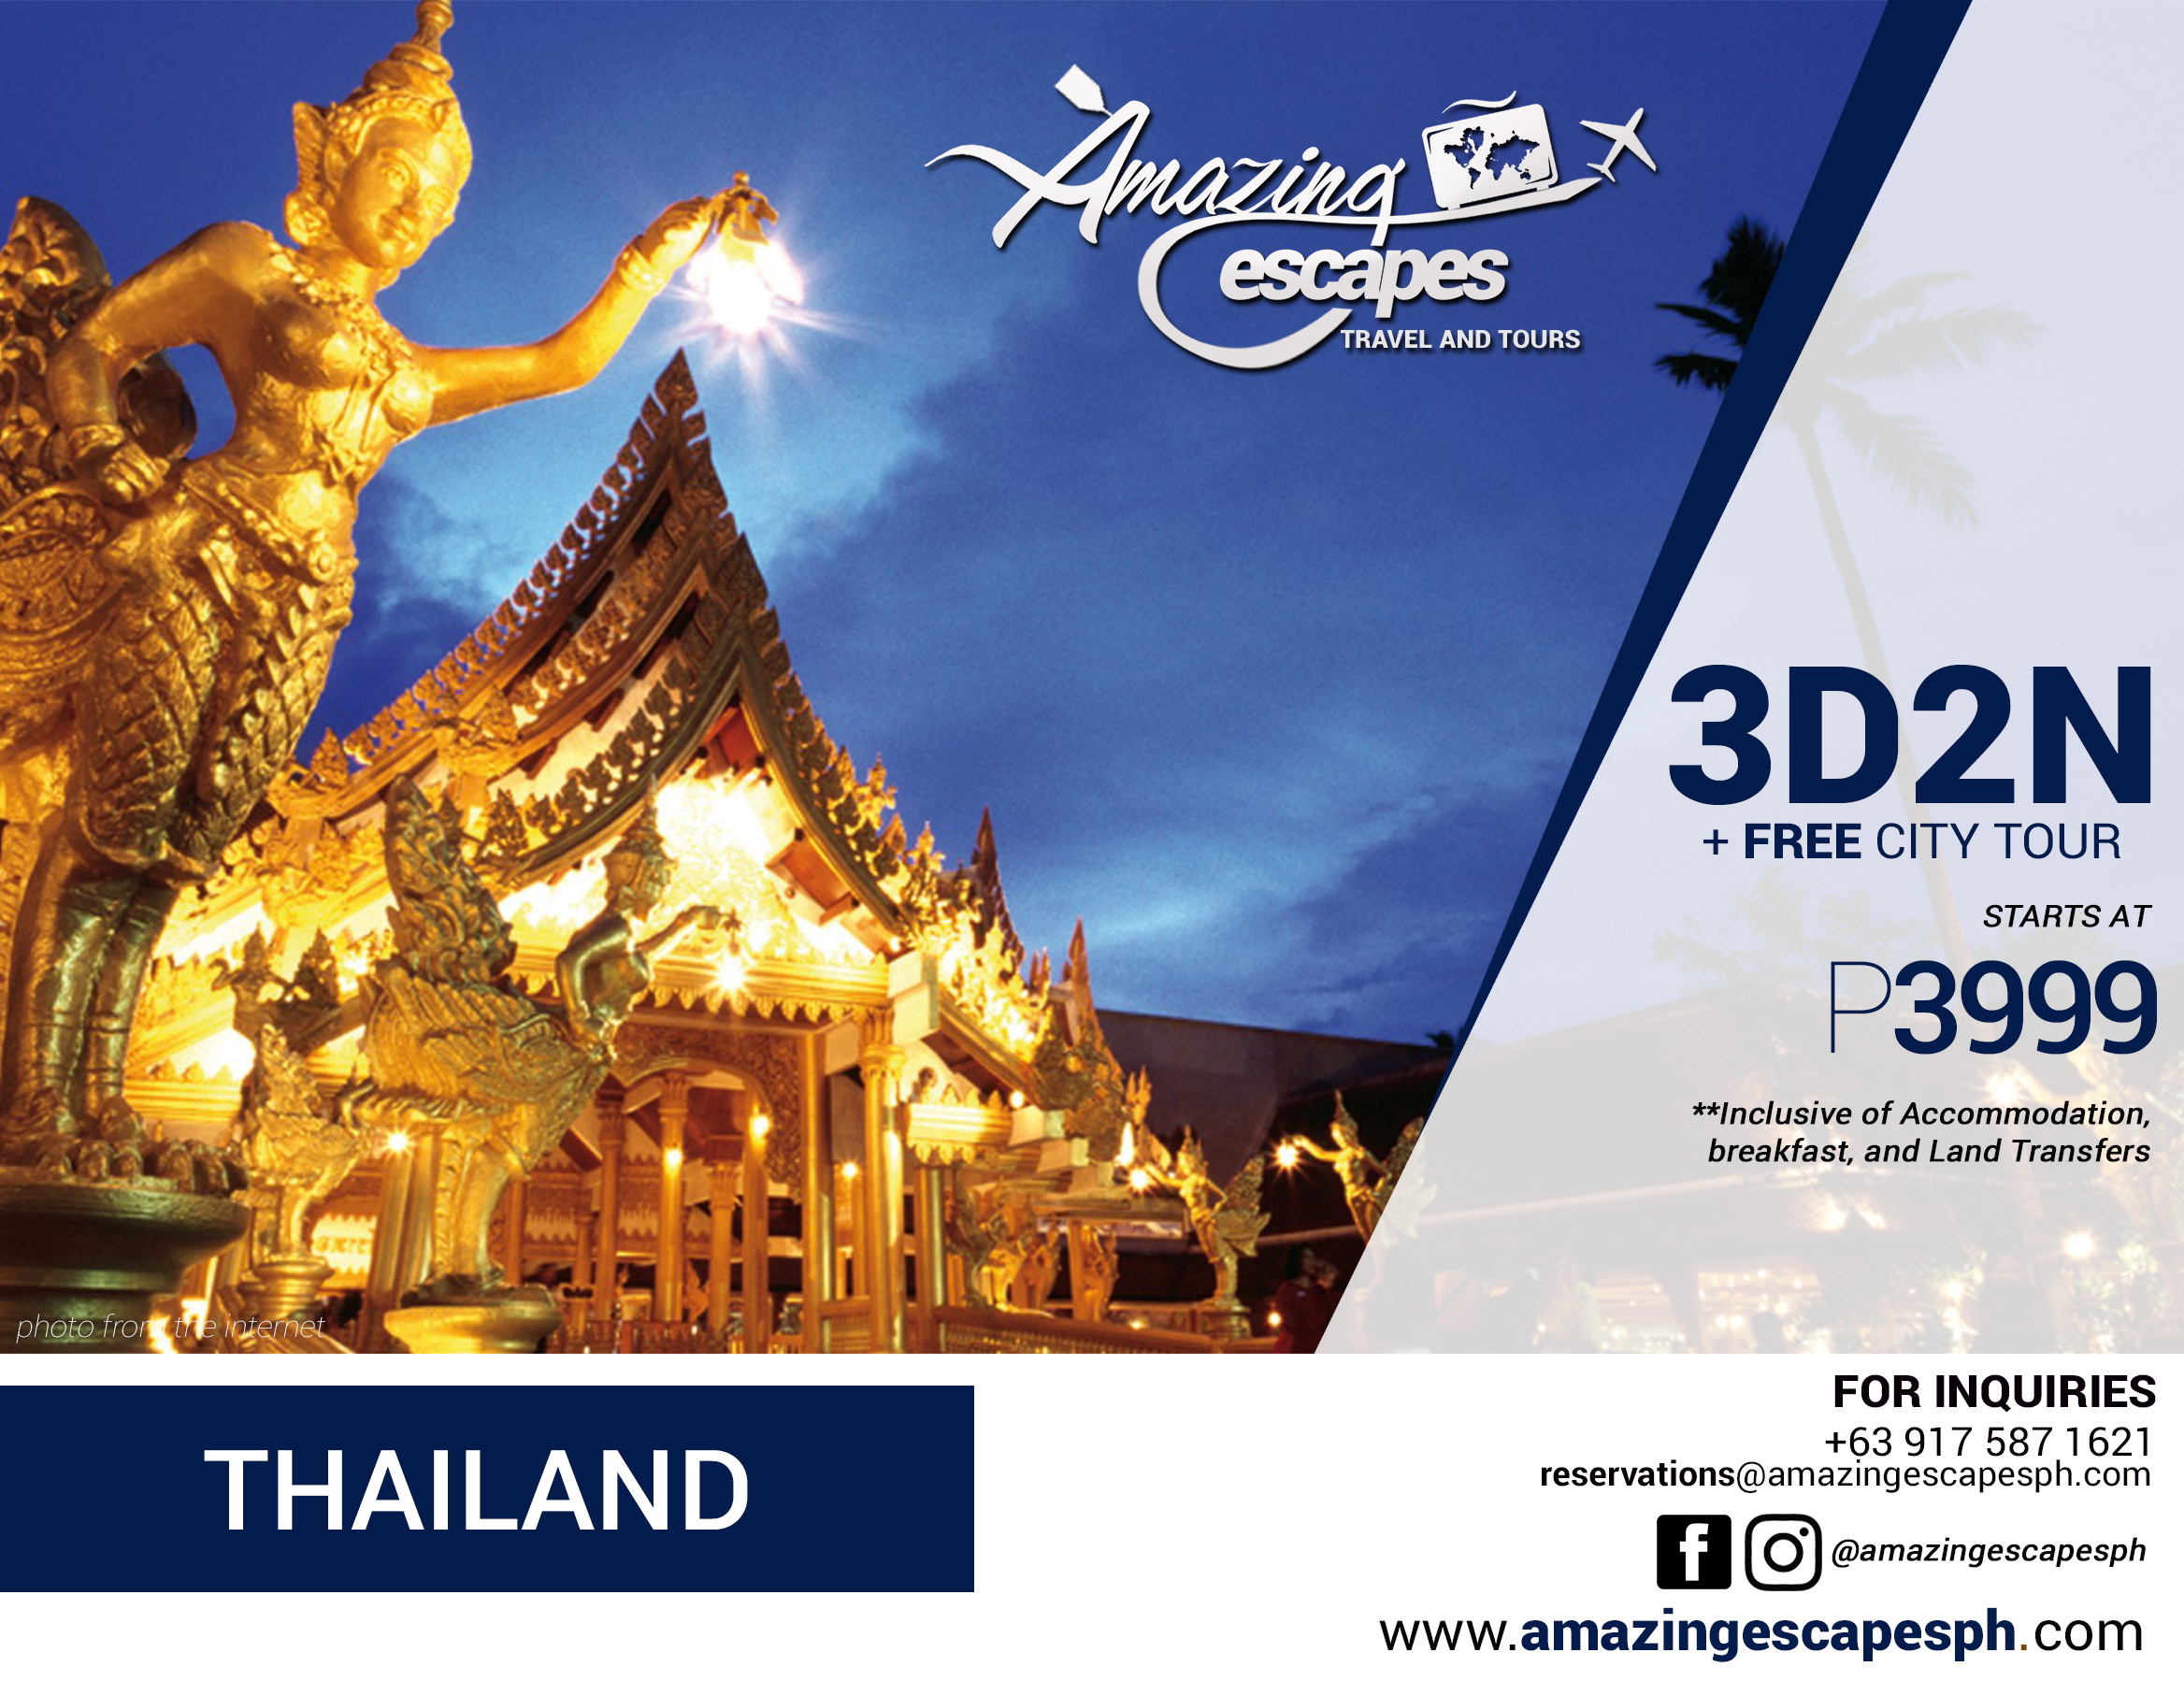 Amazing
escapes
TRAVEL AND TOURS
3D2N
+ FREE CITY TOUR
STARTS AT
P3999
**Inclusive of Accommodation,
breakfast, and Land Transfers
photo from the internet
THAILAND
FOR INQUIRIES
+63 917 587 1621
reservations@amazingescapesph.com
@amazingescapesph
www.amazingescapesph.com